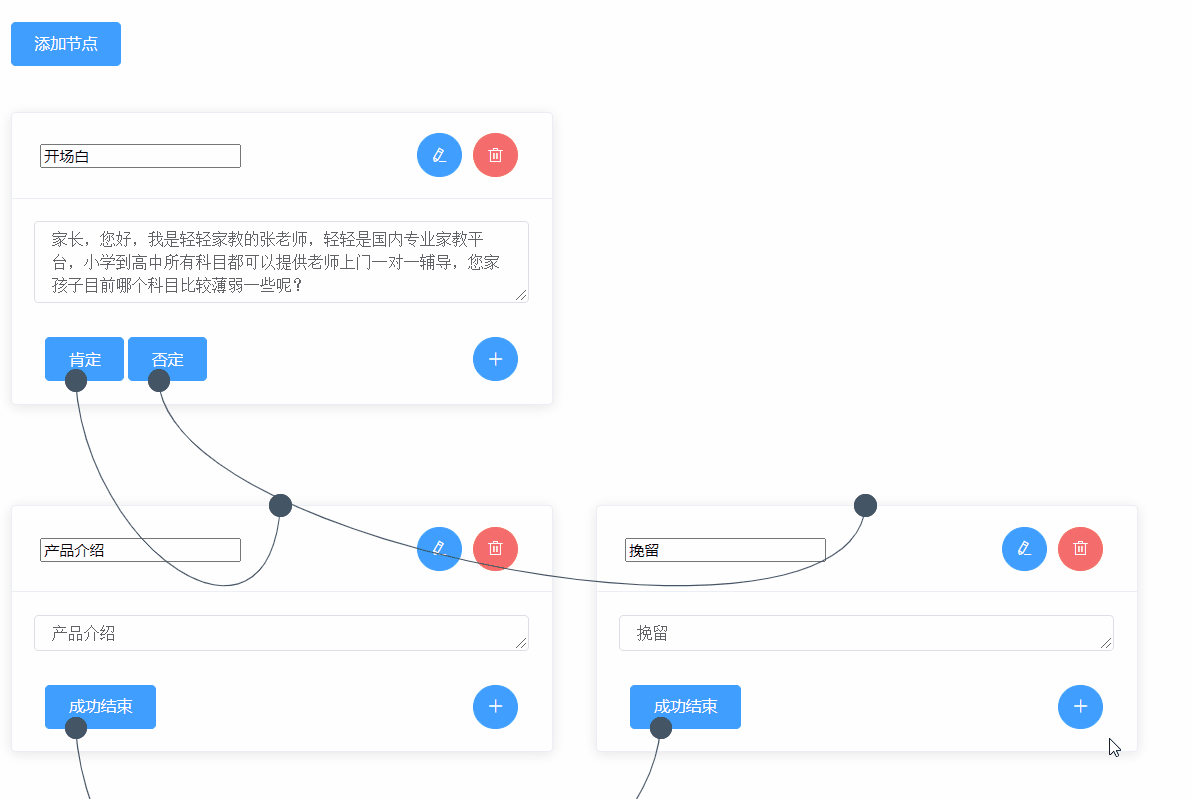 添加节点
开场白
家长，您好，我是轻轻家教的张老师，轻轻是国内专业家教平
台，小学到高中所有科目都可以提供老师上门一对一辅导，您家
孩子目前哪个科目比较薄弱一些呢？
肯定 否定
产品介绍
挽留
产品介绍
挽留
成功结束
成功结束